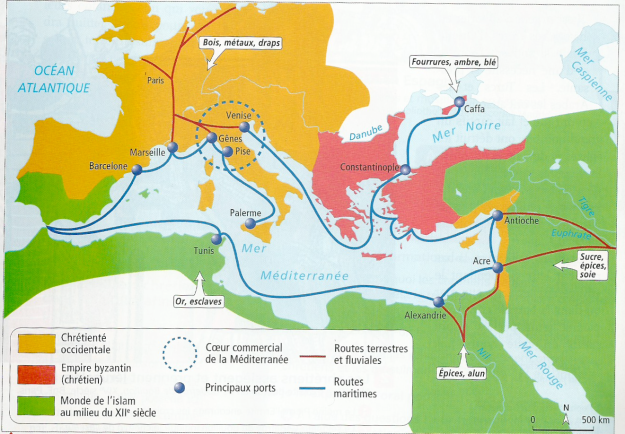 Bois, métaux, draps
Fourrures, ambre, blé
Mer
Caspienne
OCÉAN
ATLANTIQUE
Paris
Caffa
Venise
Danube
Mer Noire
Gênes
Marseille
Pise
Barcelone
Constantinople
Palerme
Antioche
Tigre
Euphrate
Tunis
Mer
Méditerranée
Acre
Sucre,
épices,
soie
Or, esclaves
Alexandrie
Épices, alun
Nil
Mer Rouge
Chrétienté
occidentale
Empire byzantin
(chrétien)
Monde de l'islam
au milieu du XIIe siècle
Cœur commercial
de la Méditerranée
Principaux ports
Routes terrestres
et fluviales
Routes
maritimes
N
0 500 km